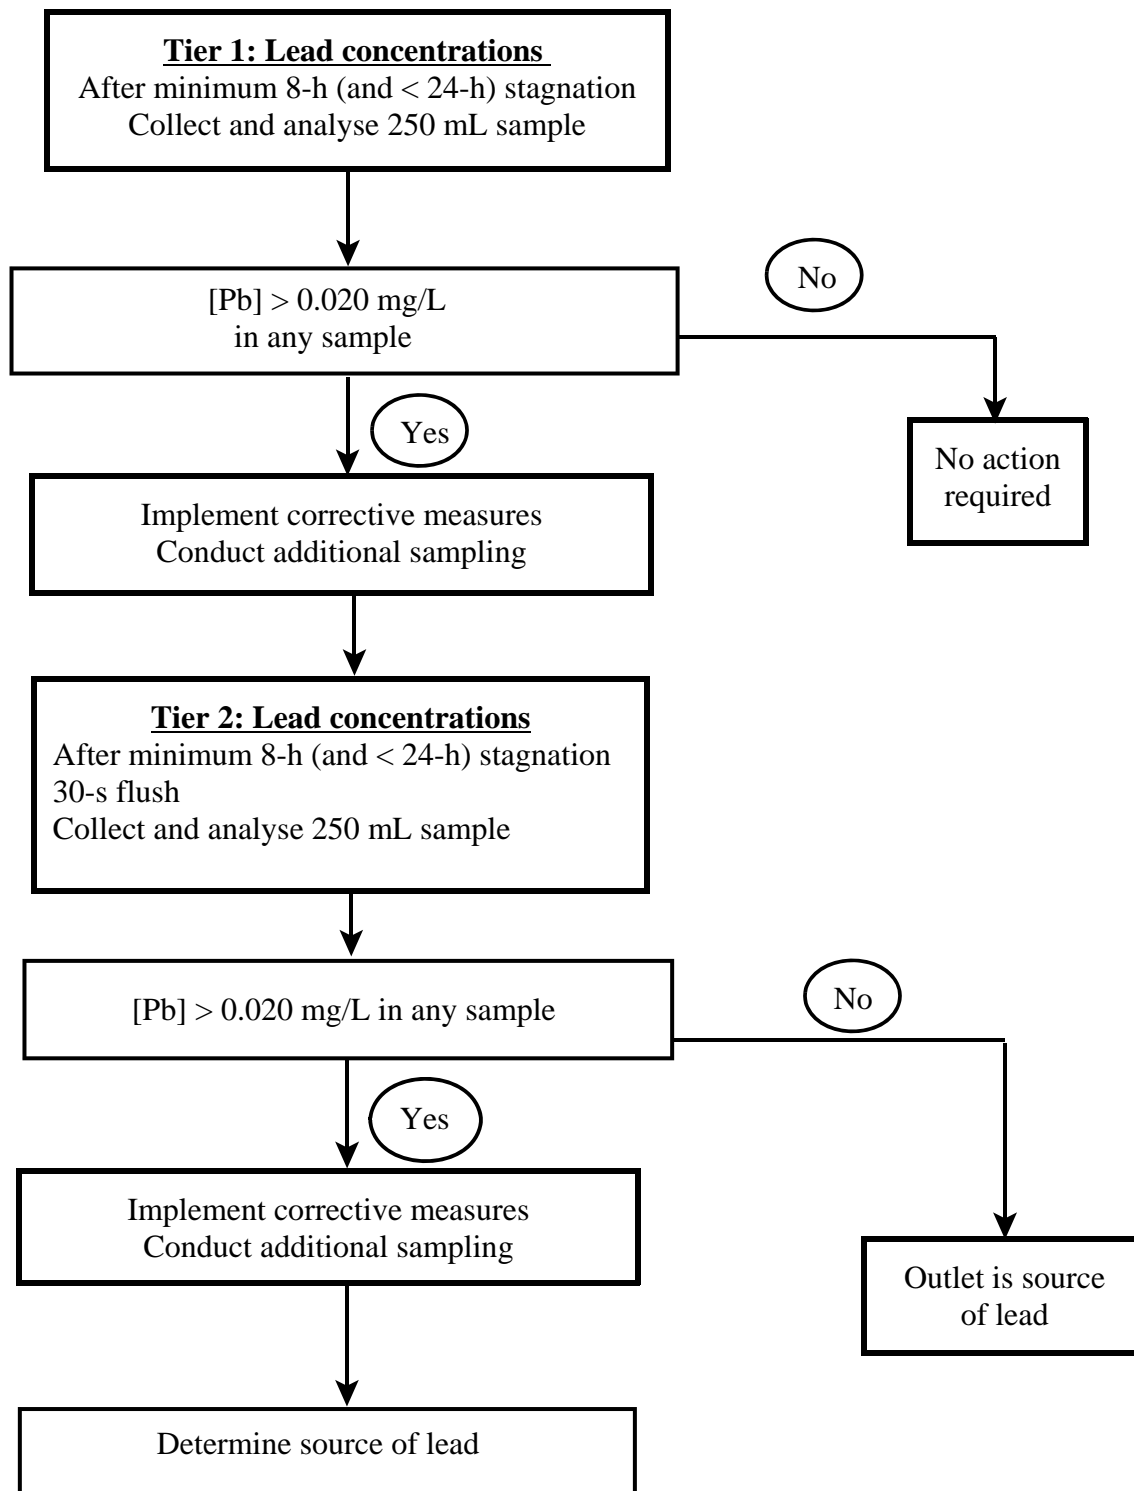 Tier 1: Lead concentrations
After minimum 8-h (and < 24-h) stagnation
Collect and analyse 250 mL sample
No
[Pb] > 0.020 mg/L
in any sample
Yes
No action
required
Implement corrective measures
Conduct additional sampling
Tier 2: Lead concentrations
After minimum 8-h (and < 24-h) stagnation
30-s flush
Collect and analyse 250 mL sample
No
[Pb] > 0.020 mg/L in any sample
Yes
Implement corrective measures
Conduct additional sampling
Outlet is source
of lead
Determine source of lead